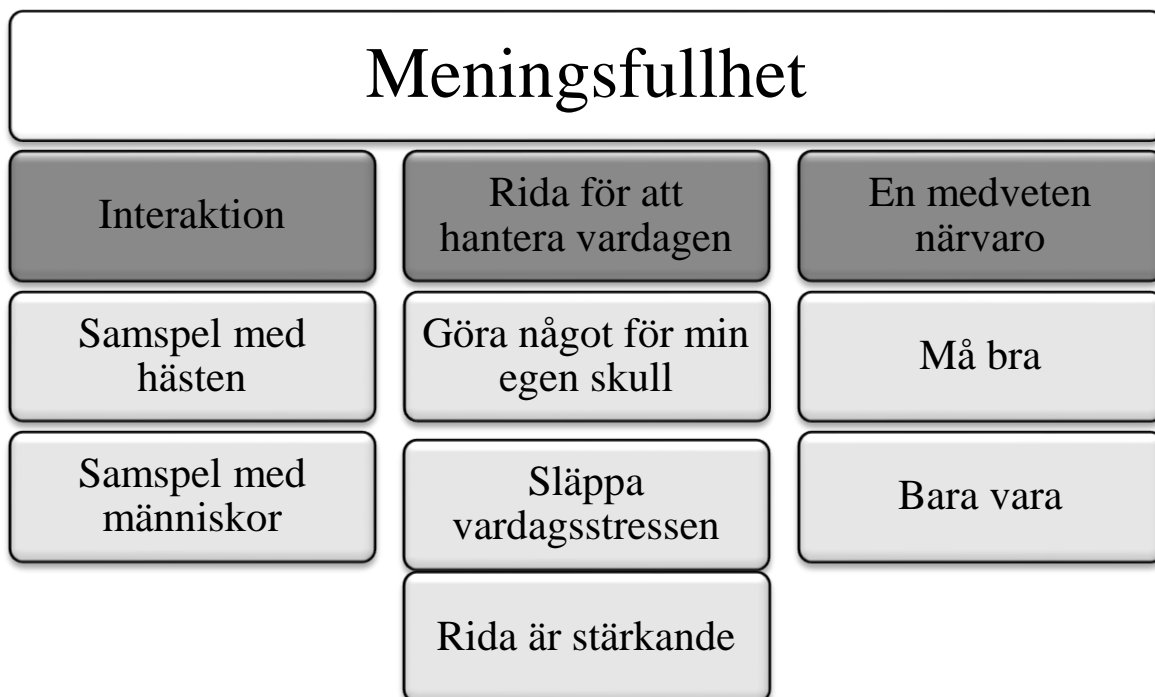 Meningsfullhet
Interaktion
Rida för att
hantera vardagen
En medveten
närvaro
Samspel med
hästen
Göra något för min
egen skull
Må bra
Samspel med
människor
Släppa
vardagsstressen
Bara vara
Rida är stärkande